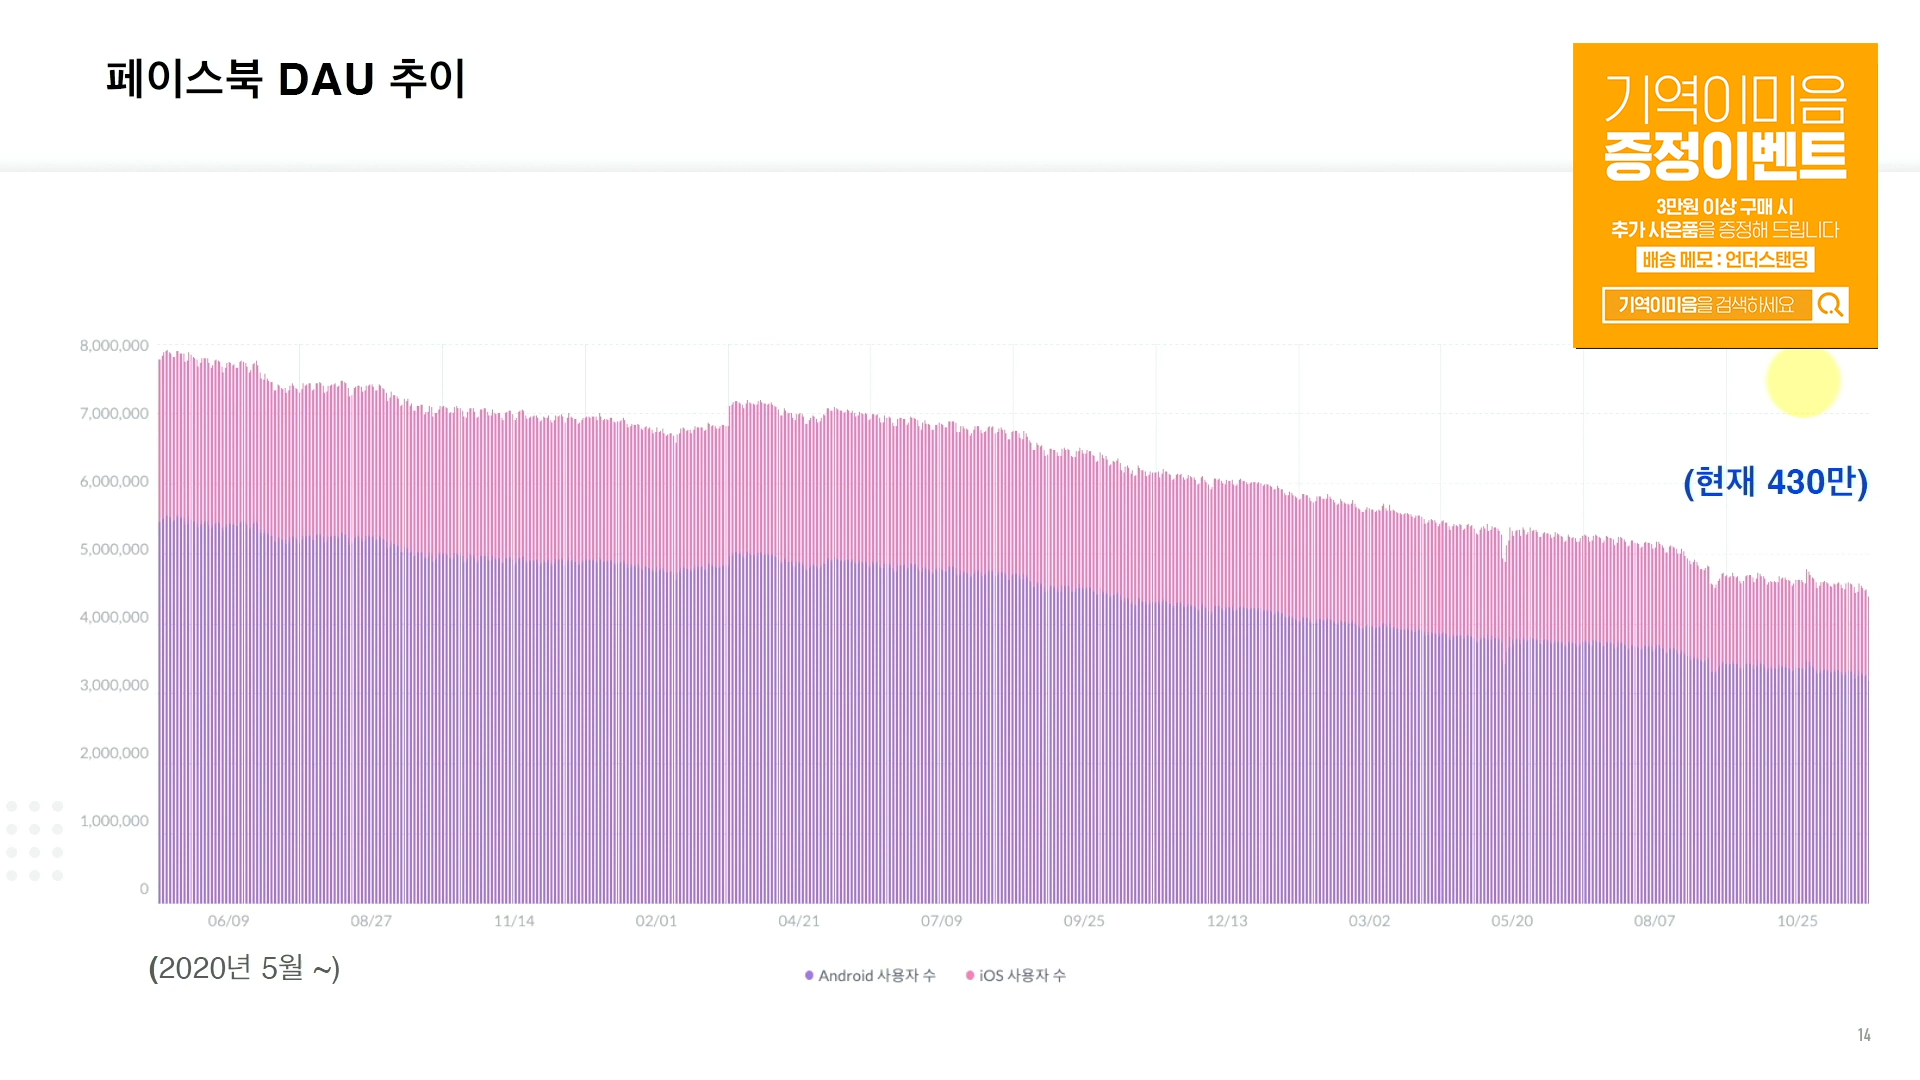 페이스북 DAU 추이
기역이미음
증정이벤트
3만원 이상 구매 시
추가 사은품을 증정해 드립니다
배송 메모 : 언더스탠딩
기역이미음을 검색하세요
8,000,000
7,000,000
6,000,000
5,000,000
4,000,000
3,000,000
2,000,000
1,000,000
0
(현재 430만)
06/09 08/27 11/14 02/01 04/21 07/09 09/25 12/13 03/02 05/20 08/07 10/25
(2020년 5월 ~)
Android 사용자 수 iOS 사용자 수
14